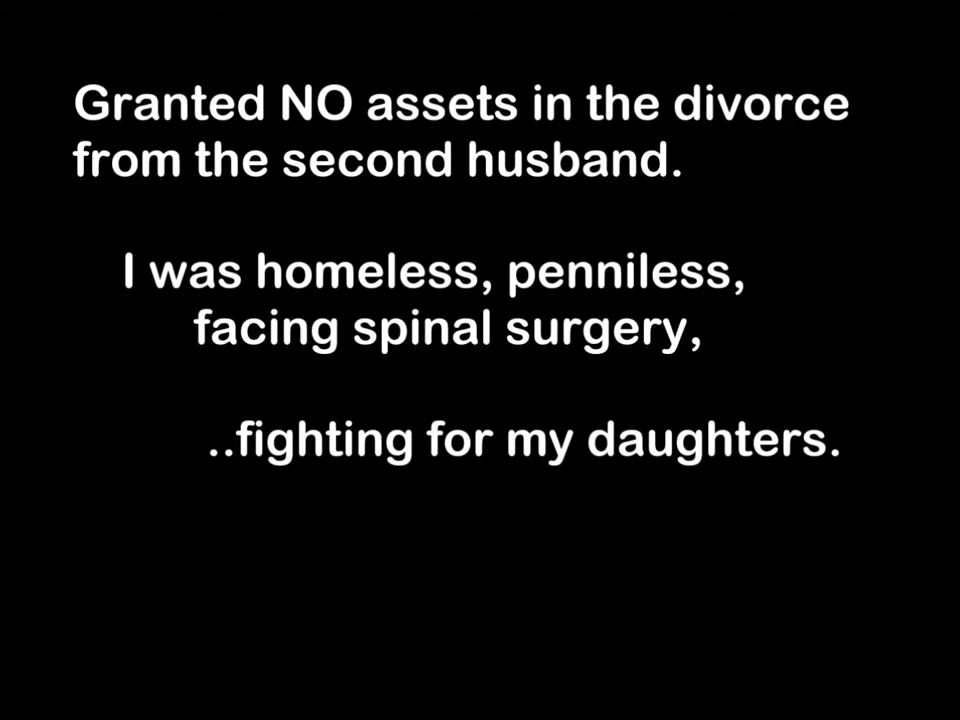 Granted NO assets in the divorce
from the second husband.
I was homeless, penniless,
facing spinal surgery,
..fighting for my daughters.